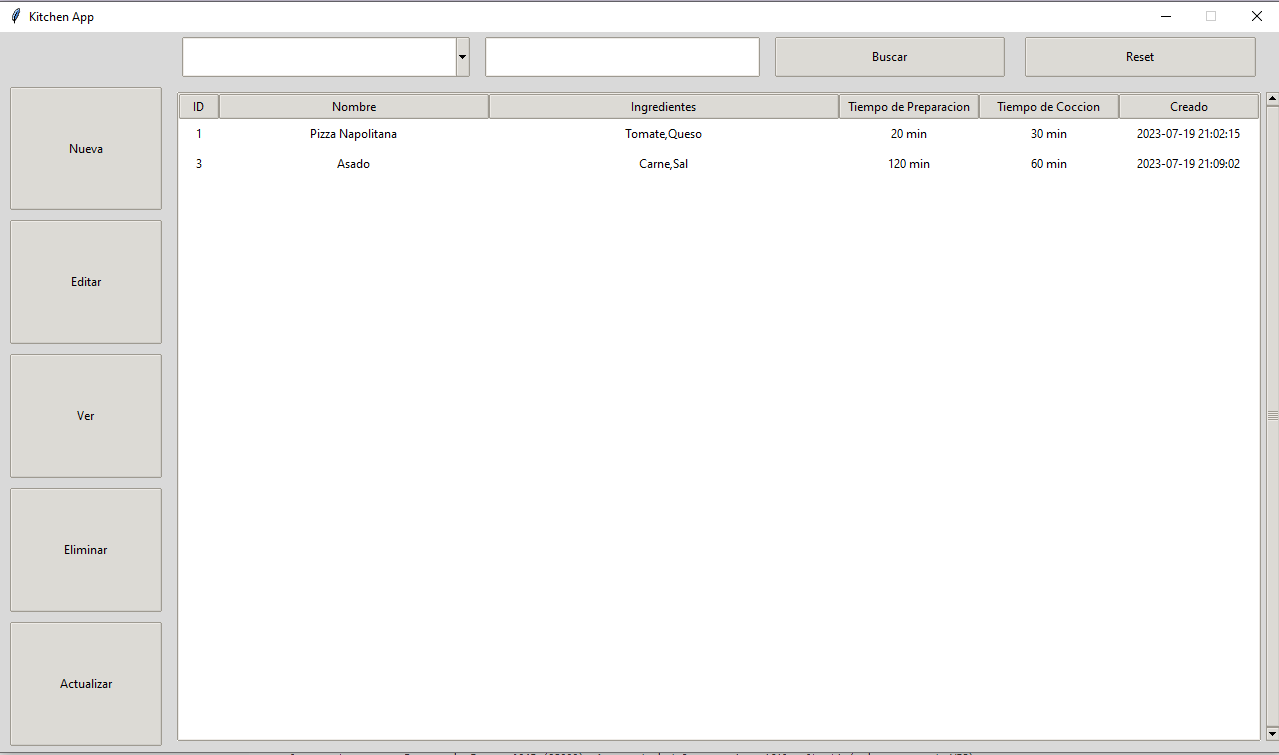 Kitchen App
Buscar Reset
ID Nombre Ingredientes Tiempo de Preparacion Tiempo de Coccion Creado
1 Pizza Napolitana Tomate,Queso 20 min 30 min 2023-07-19 21:02:15
3 Asado Carne,Sal 120 min 60 min 2023-07-19 21:09:02
Nueva
Editar
Ver
Eliminar
Actualizar